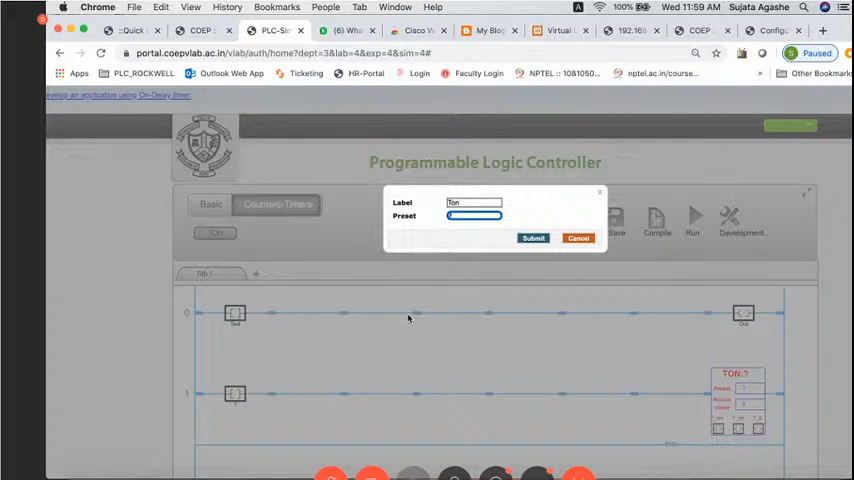 Chrome File Edit View History Bookmarks People Tab Window Help A 100% Wed 11:59 AM Sujata Agashe
::Quick COEP : PLC-Sim (6) What Cisco W My Blog Virtual 192.168 COEP : Configu
portal.coepvlab.ac.in/vlab/auth/home?dept=3&lab=4&exp=4&sim=4# S Paused
Apps PLC_ROCKWELL Outlook Web App Ticketing HR-Portal Login Faculty Login NPTEL :: 1081050... nptel.ac.in/course... Other Bookmarks
evelop an application using On-Delay timer.
Programmable Logic Controller
Label Ton
Preset
Submit Cancel
Basic Counters-Timers
TON
Save Compile Run Development
Tab 1 +
0
Out
1
TON:?
Preset